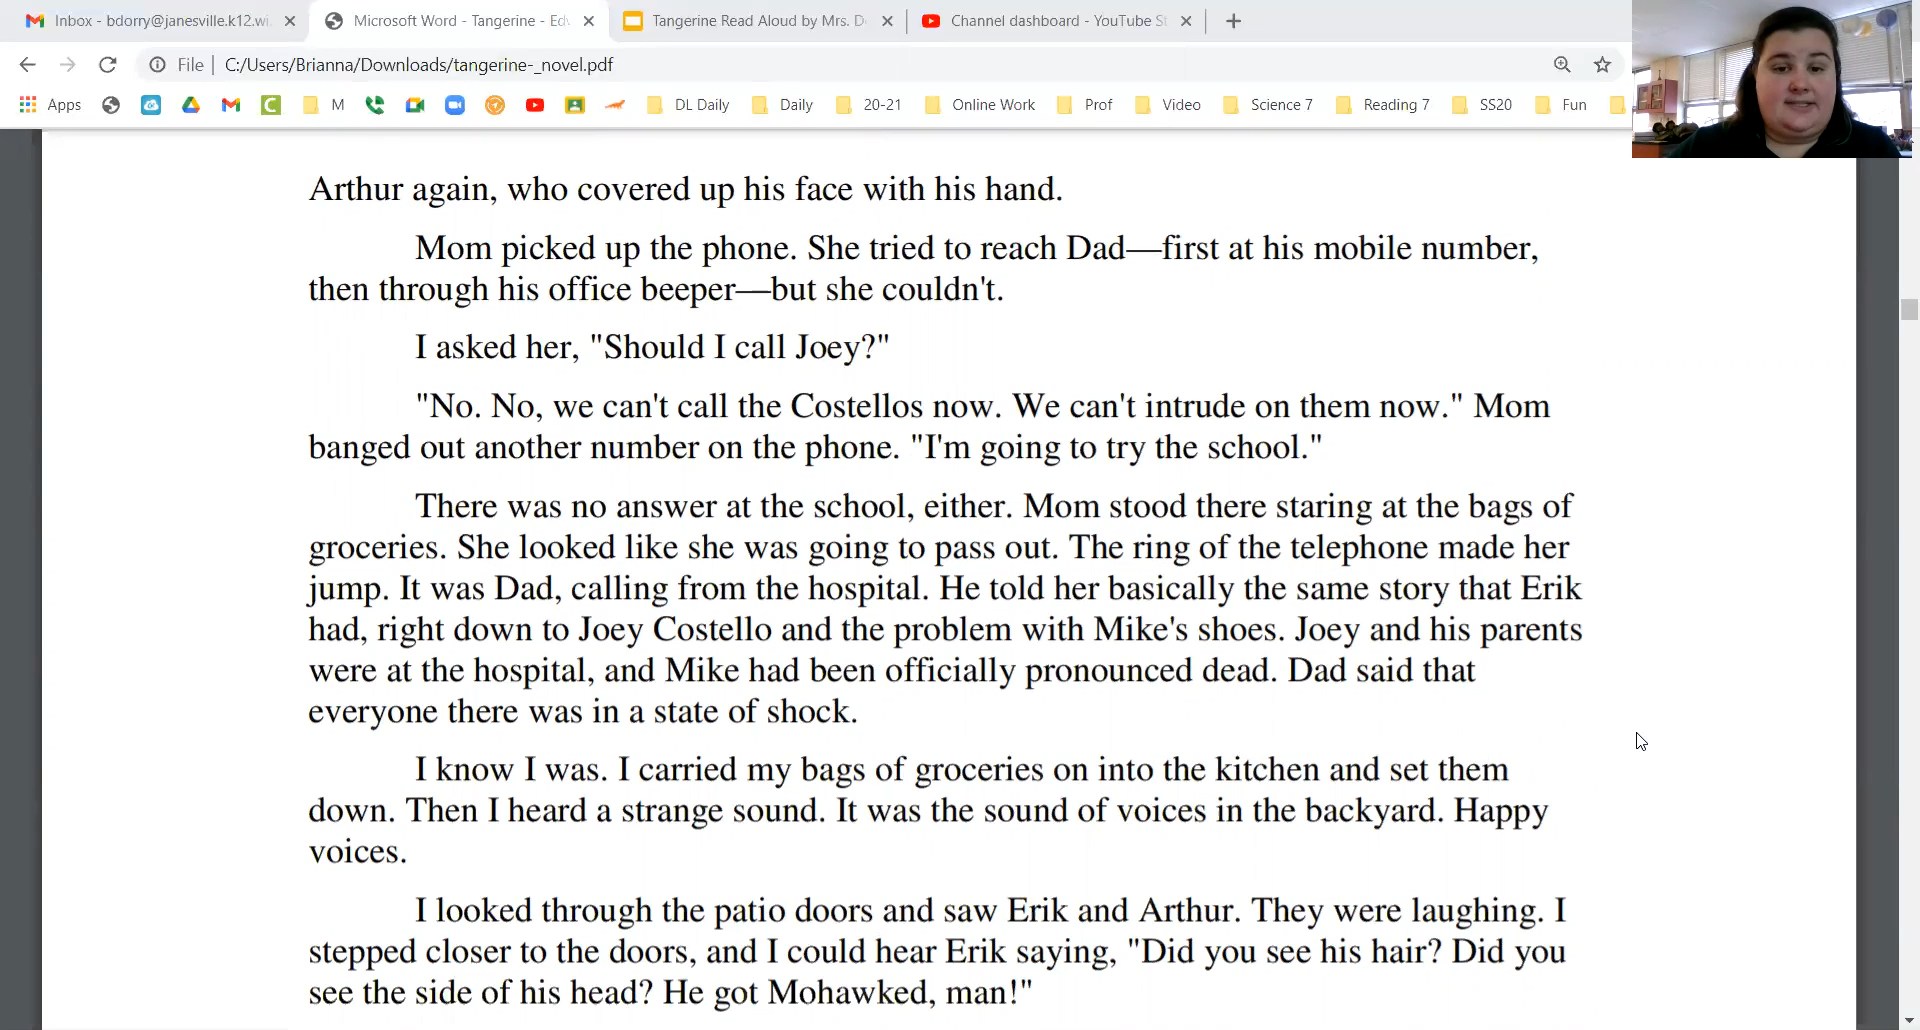 Inbox - bdorry@janesville.k12.wi.
Microsoft Word - Tangerine - Ed
Tangerine Read Aloud by Mrs. D
Channel dashboard - YouTube St
File
C:/Users/Brianna/Downloads/tangerine-_novel.pdf
Apps
M
DL Daily
Daily
20-21
Online Work
Prof
Video
Science 7
Reading 7
SS20
Fun
Arthur again, who covered up his face with his hand.
Mom picked up the phone. She tried to reach Dad—first at his mobile number,
then through his office beeper—but she couldn't.
I asked her, "Should I call Joey?"
"No. No, we can't call the Costellos now. We can't intrude on them now." Mom
banged out another number on the phone. "I'm going to try the school."
There was no answer at the school, either. Mom stood there staring at the bags of
groceries. She looked like she was going to pass out. The ring of the telephone made her
jump. It was Dad, calling from the hospital. He told her basically the same story that Erik
had, right down to Joey Costello and the problem with Mike's shoes. Joey and his parents
were at the hospital, and Mike had been officially pronounced dead. Dad said that
everyone there was in a state of shock.
I know I was. I carried my bags of groceries on into the kitchen and set them
down. Then I heard a strange sound. It was the sound of voices in the backyard. Happy
voices.
I looked through the patio doors and saw Erik and Arthur. They were laughing. I
stepped closer to the doors, and I could hear Erik saying, "Did you see his hair? Did you
see the side of his head? He got Mohawked, man!"